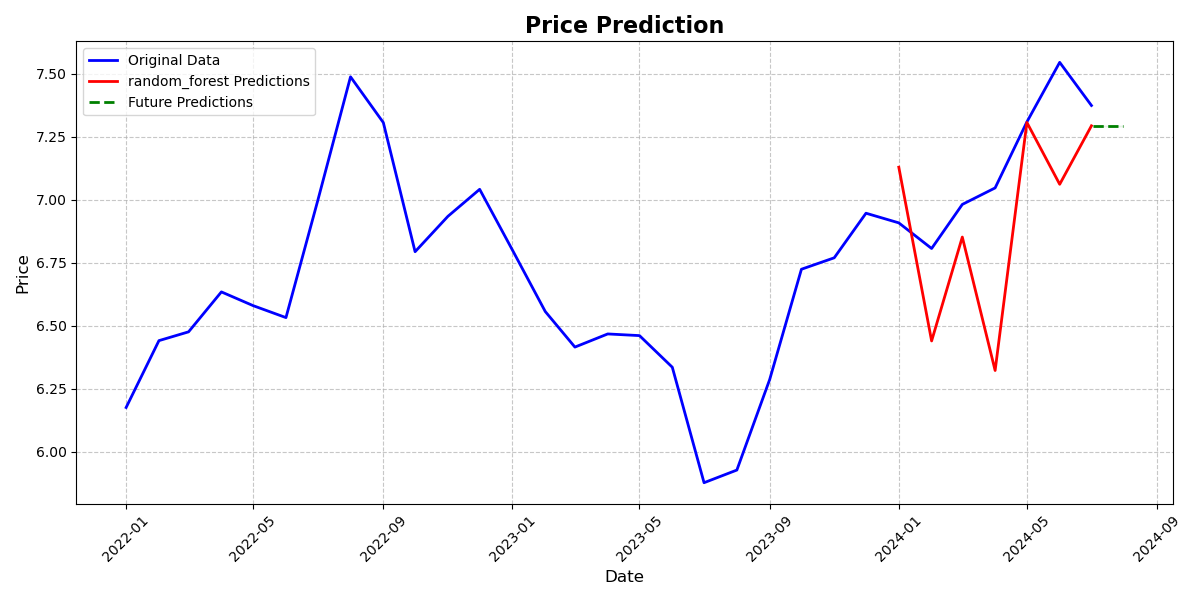 Price Prediction
Original Data
random_forest Predictions
Future Predictions
Price
7.50
7.25
7.00
6.75
6.50
6.25
6.00
2022-01
2022-05
2022-09
2023-01
2023-05
2023-09
2024-01
2024-05
2024-09
Date